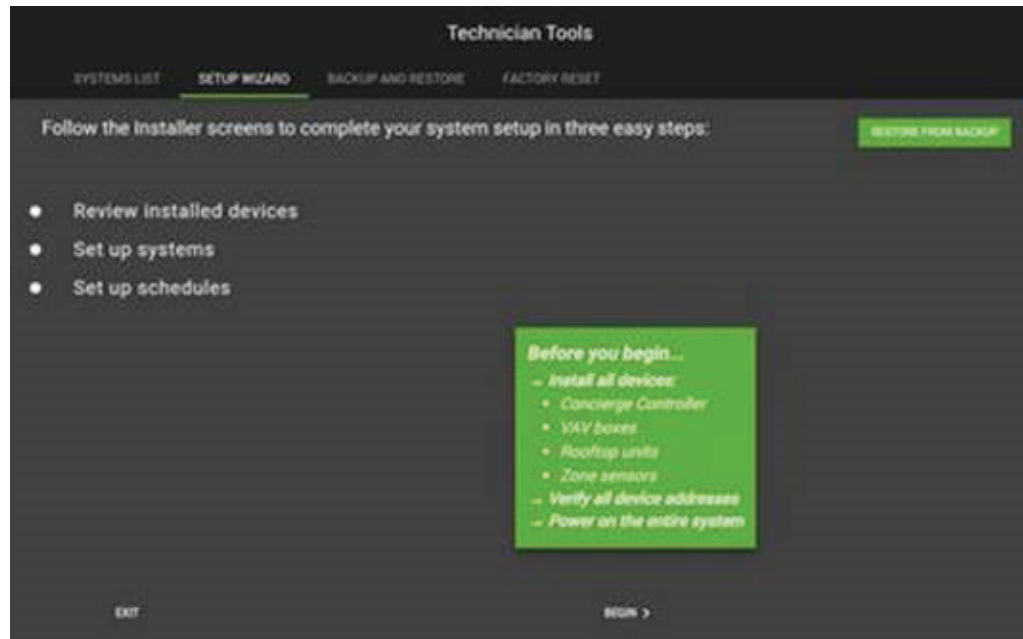 Technician Tools
SYSTEMS LIST SETUP WIZARD BACKUP AND RESTORE FACTORY RESET
Follow the Installer screens to complete your system setup in three easy steps:
RESTORE FROM BACKUP
● Review installed devices
● Set up systems
● Set up schedules
Before you begin...
– Install all devices:
• Concierge Controller
• VAV boxes
• Rooftop units
• Zone sensors
– Verify all device addresses
– Power on the entire system
EXIT BEGIN >